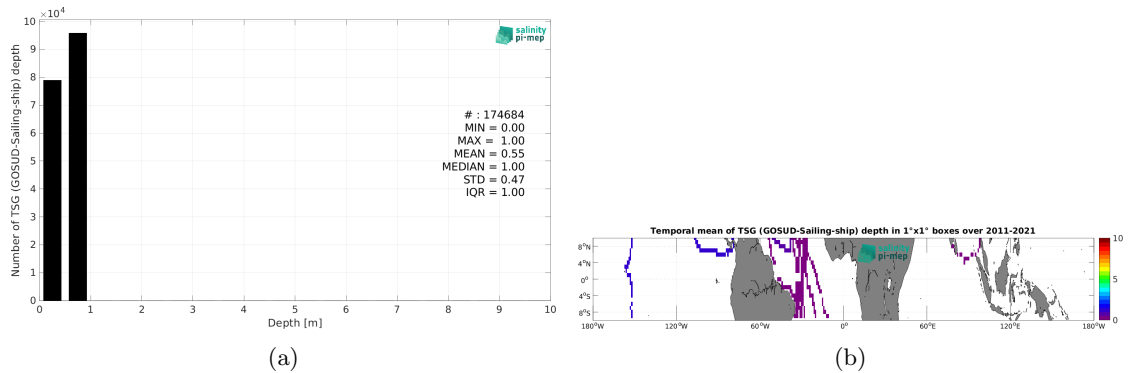 ×10⁴
10
9
8
7
6
5
4
3
2
1
0
Number of TSG (GOSUD-Sailing-ship) depth
salinity
pi-mep
# : 174684
MIN = 0.00
MAX = 1.00
MEAN = 0.55
MEDIAN = 1.00
STD = 0.47
IQR = 1.00
0 1 2 3 4 5 6 7 8 9 10
Depth [m]
(a)
Temporal mean of TSG (GOSUD-Sailing-ship) depth in 1°x1° boxes over 2011-2021
salinity
pi-mep
8°N
4°N
0°
4°S
8°S
180°W 120°W 60°W 0° 60°E 120°E 180°W
10
5
0
(b)